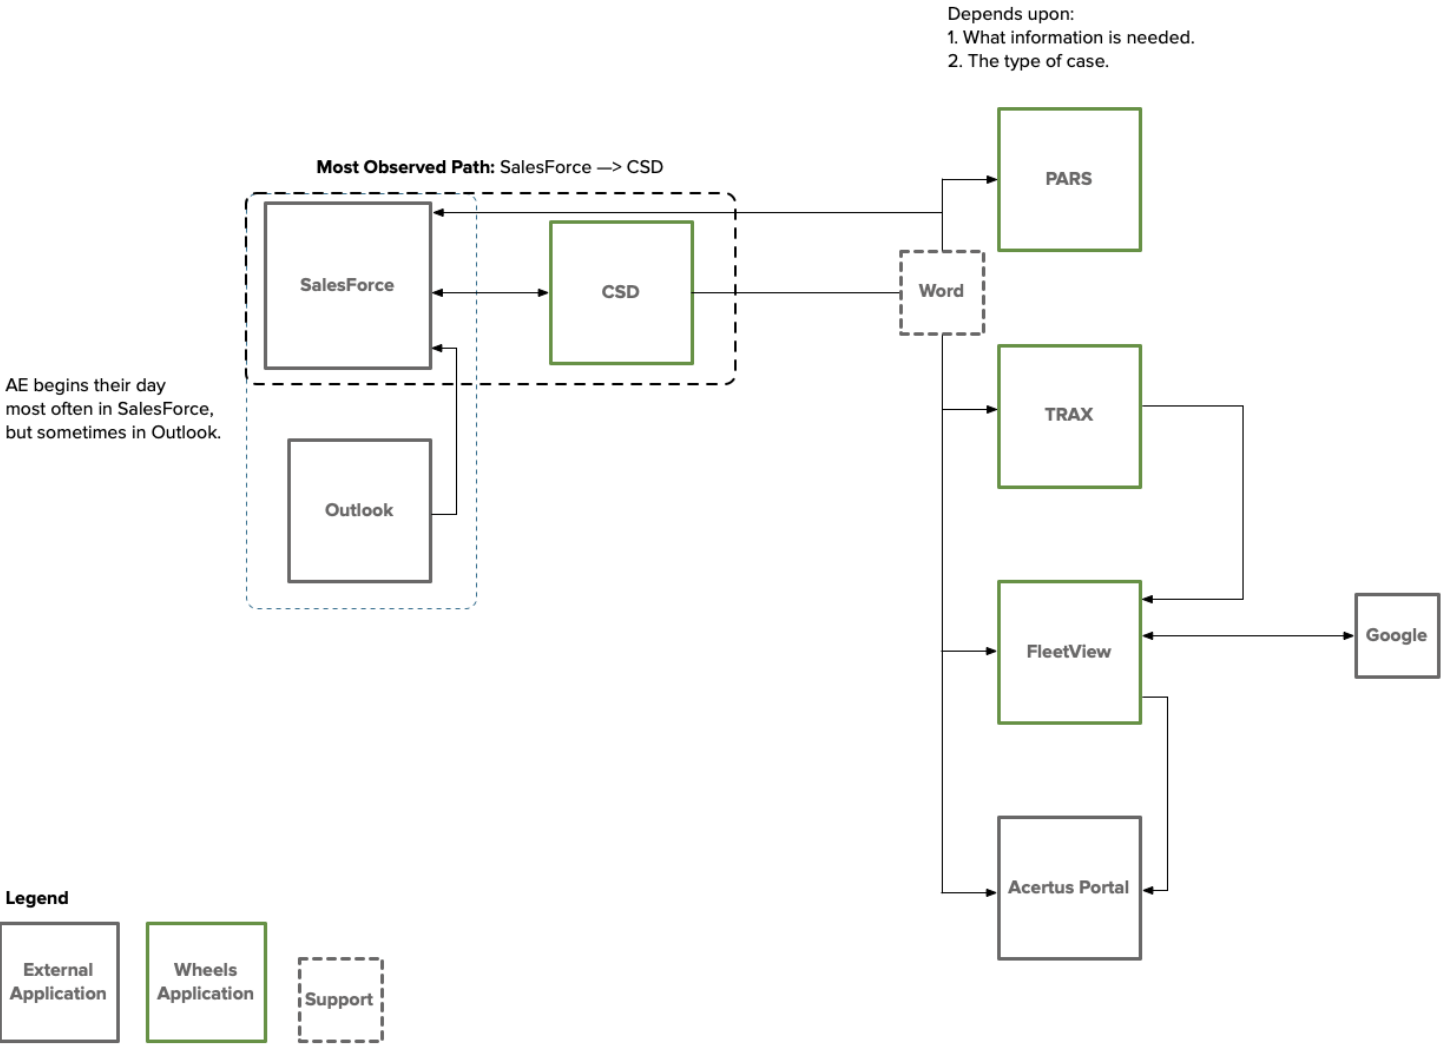 Depends upon:
1. What information is needed.
2. The type of case.
PARS
Most Observed Path: SalesForce —> CSD
SalesForce
CSD
Word
AE begins their day
most often in SalesForce,
but sometimes in Outlook.
TRAX
Outlook
FleetView
Google
Acertus Portal
Legend
External
Application
Wheels
Application
Support